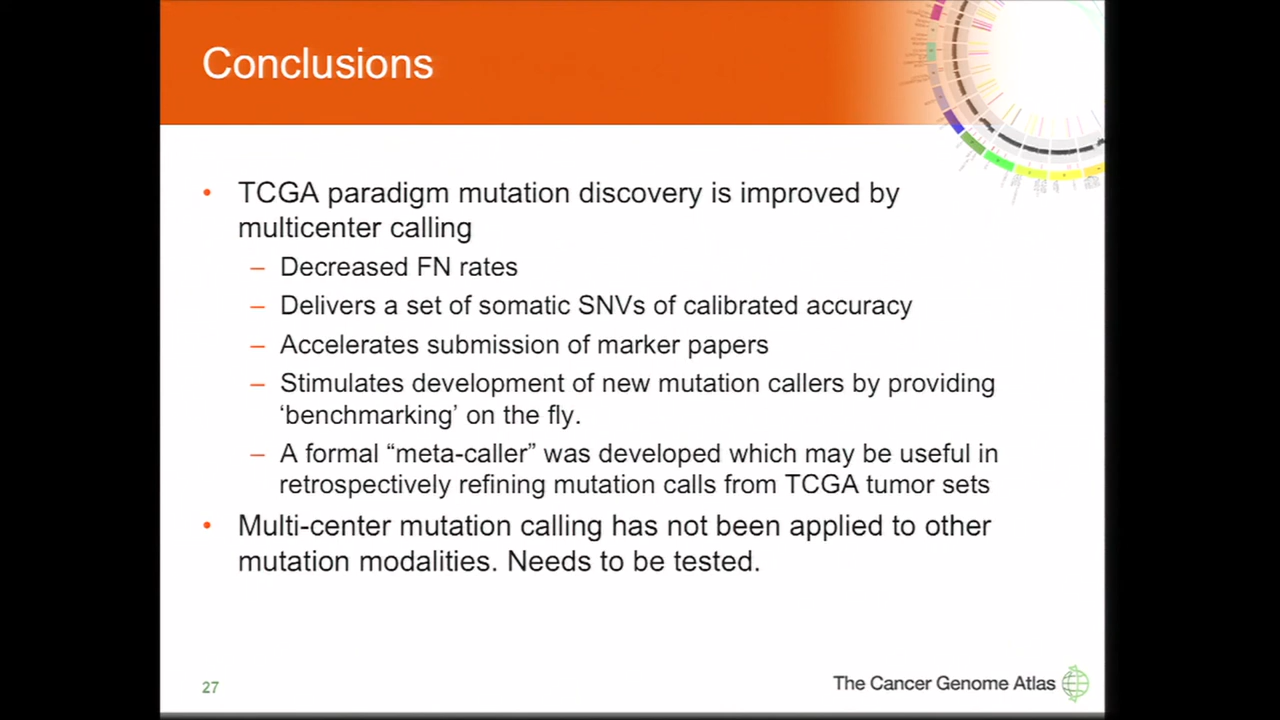 Conclusions
• TCGA paradigm mutation discovery is improved by
multicenter calling
– Decreased FN rates
– Delivers a set of somatic SNVs of calibrated accuracy
– Accelerates submission of marker papers
– Stimulates development of new mutation callers by providing
‘benchmarking’ on the fly.
– A formal “meta-caller” was developed which may be useful in
retrospectively refining mutation calls from TCGA tumor sets
• Multi-center mutation calling has not been applied to other
mutation modalities. Needs to be tested.
27
The Cancer Genome Atlas